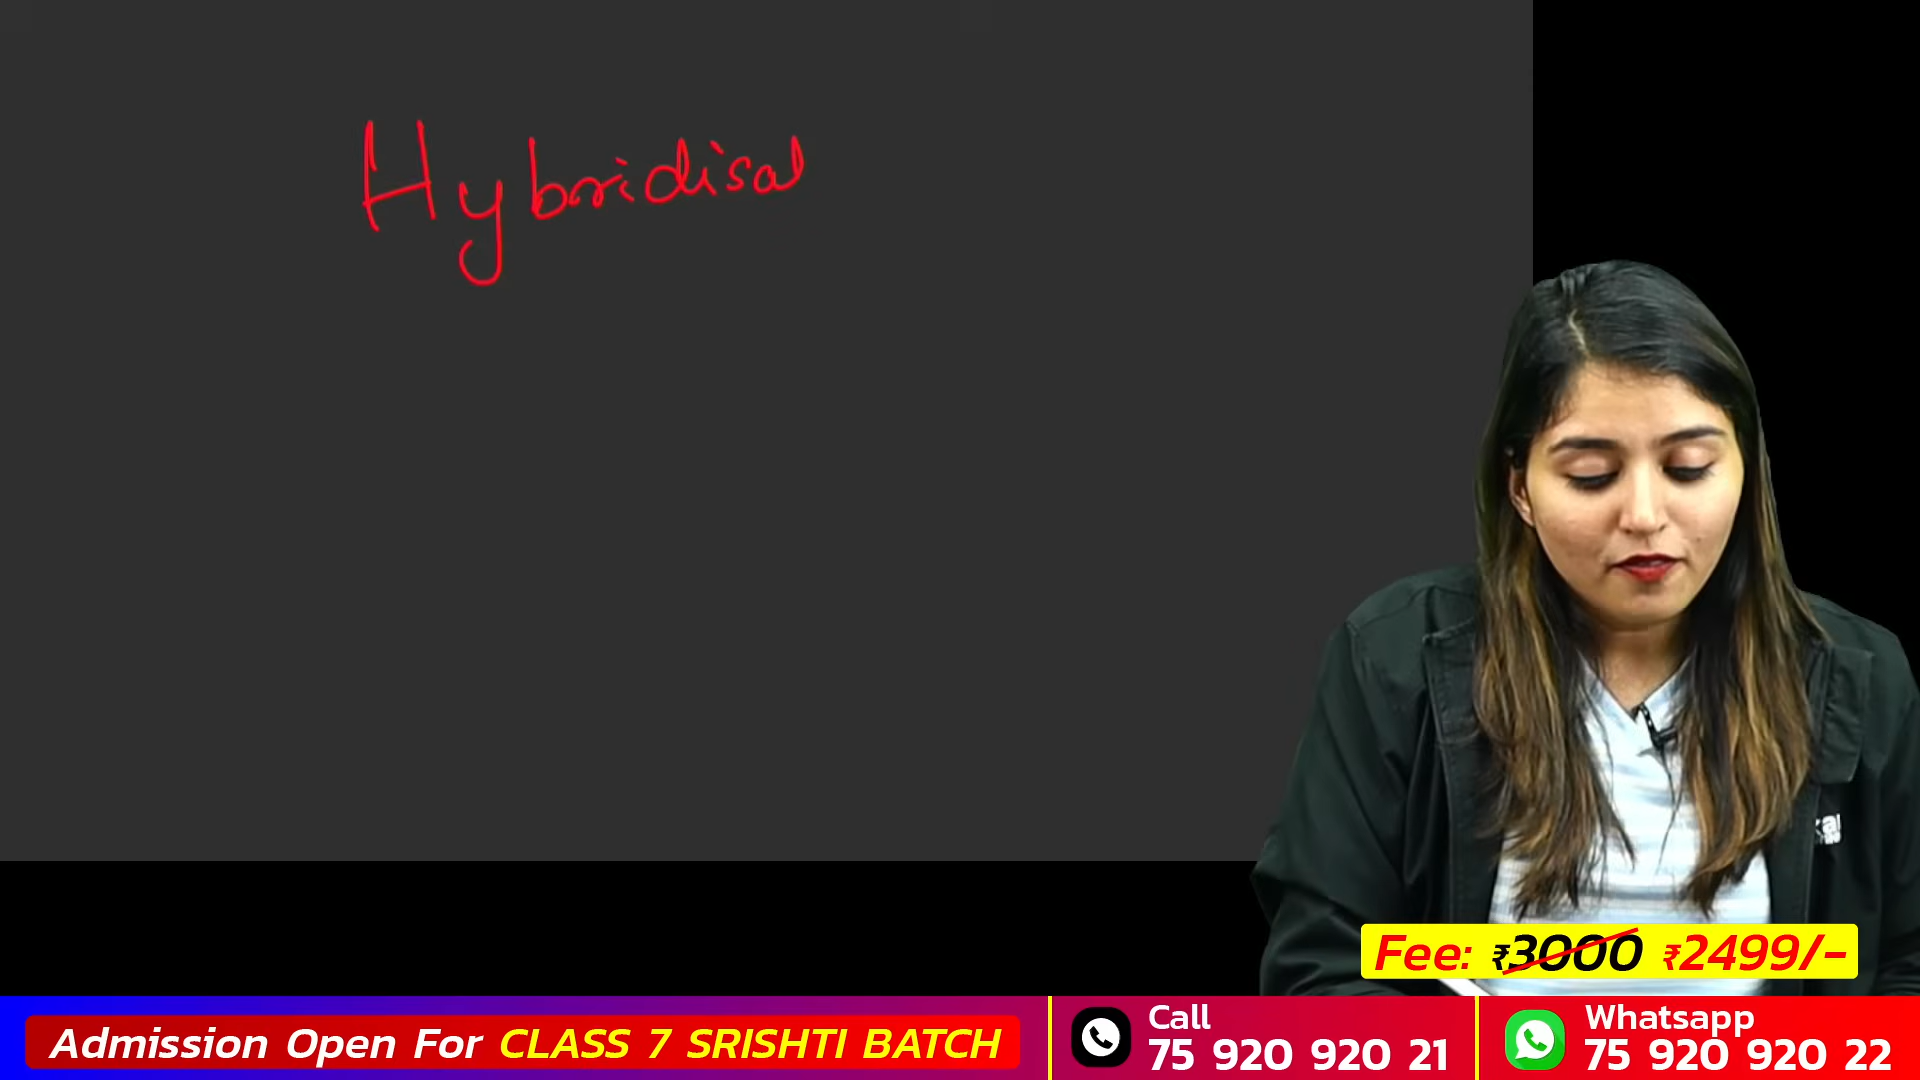 Hybridisal
Fee: ₹3000 ₹2499/-
Admission Open For CLASS 7 SRISHTI BATCH
Call
75 920 920 21
Whatsapp
75 920 920 22